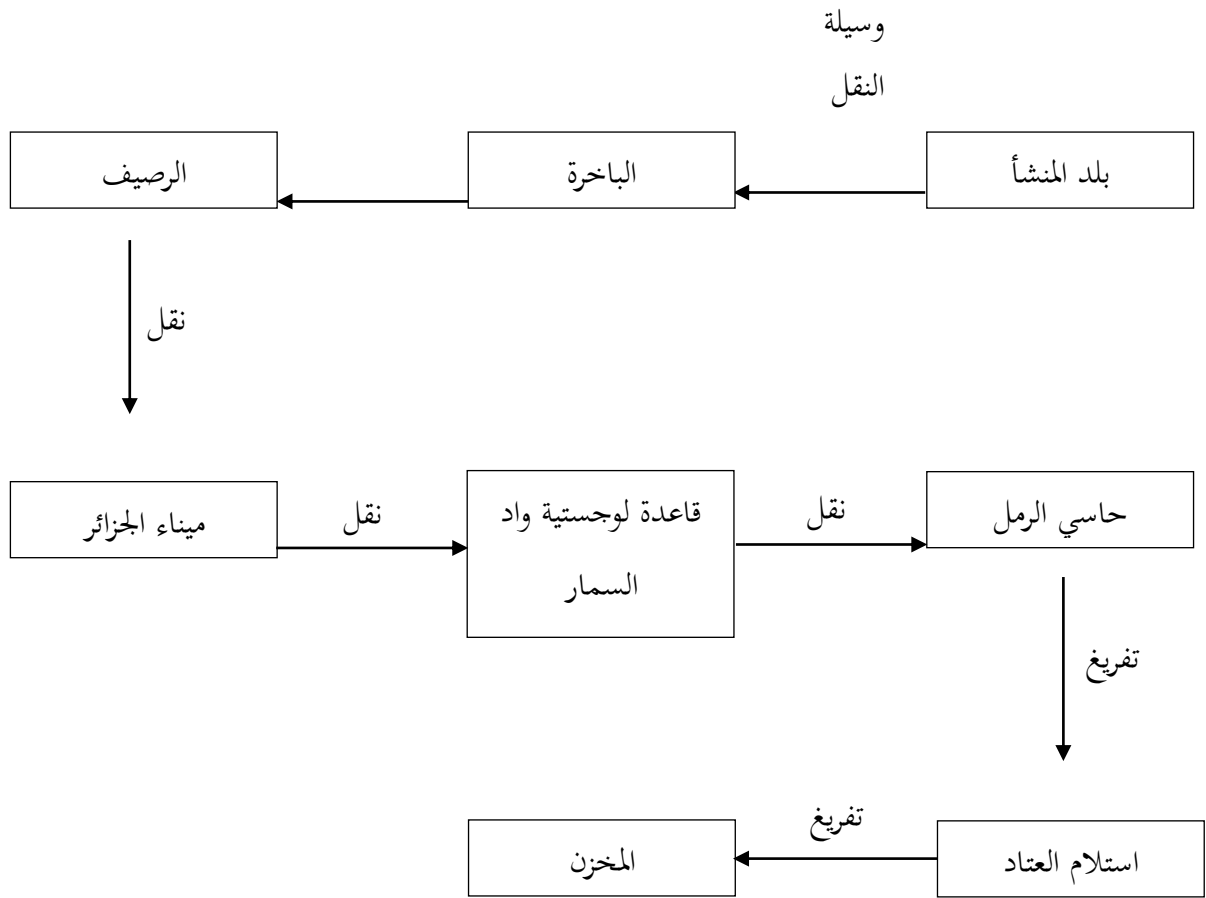 وسيلة
النقل
بلد المنشأ
الباخرة
الرصيف
نقل
ميناء الجزائر
نقل
قاعدة لوجستية واد
السمار
نقل
حاسي الرمل
تفريغ
استلام العتاد
تفريغ
المخزن